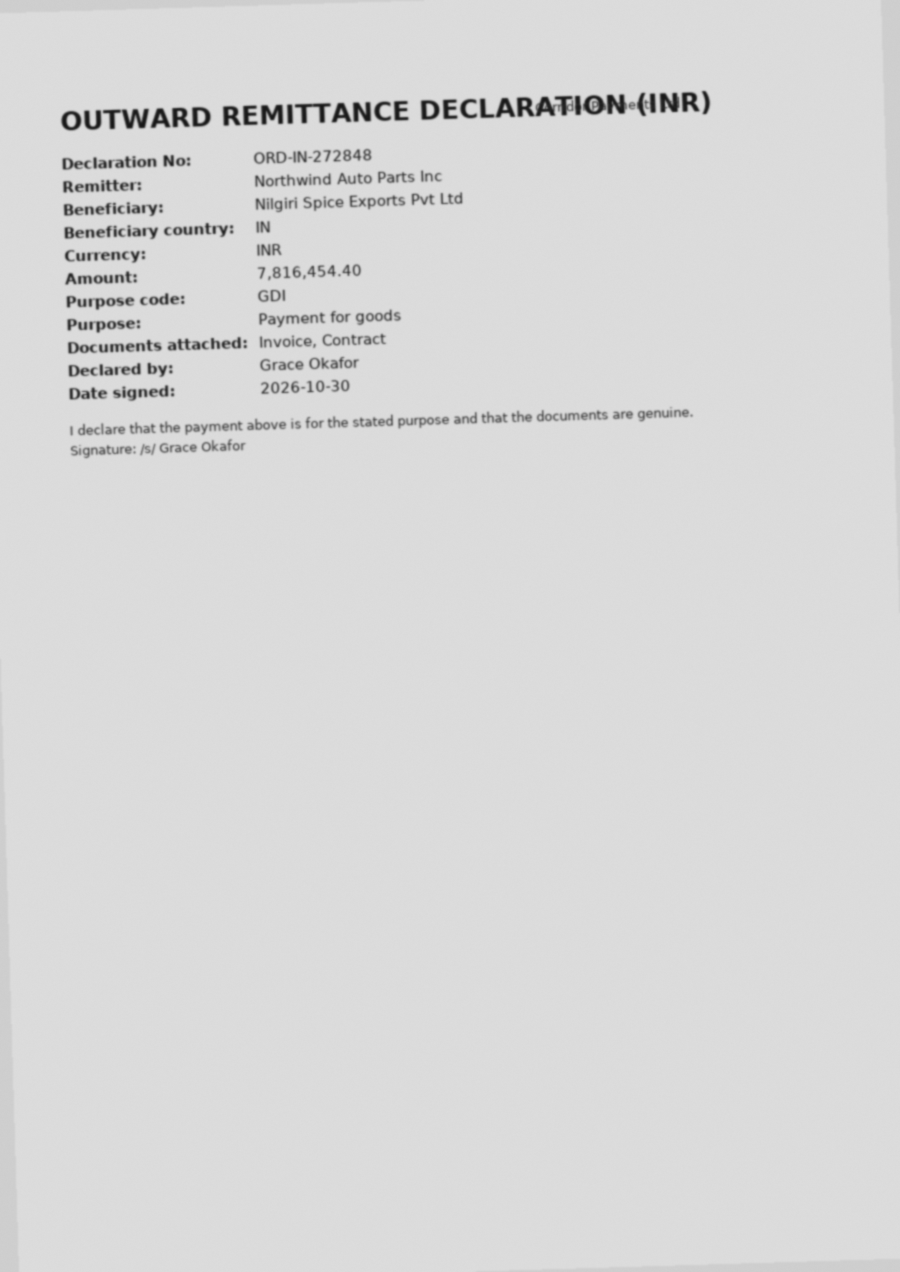 OUTWARD REMITTANCE DECLARATION (INR)
Declaration No: ORD-IN-272848
Remitter: Northwind Auto Parts Inc
Beneficiary: Nilgiri Spice Exports Pvt Ltd
Beneficiary country: IN
Currency: INR
Amount: 7,816,454.40
Purpose code: GDI
Purpose: Payment for goods
Documents attached: Invoice, Contract
Declared by: Grace Okafor
Date signed: 2026-10-30
I declare that the payment above is for the stated purpose and that the documents are genuine.
Signature: /s/ Grace Okafor